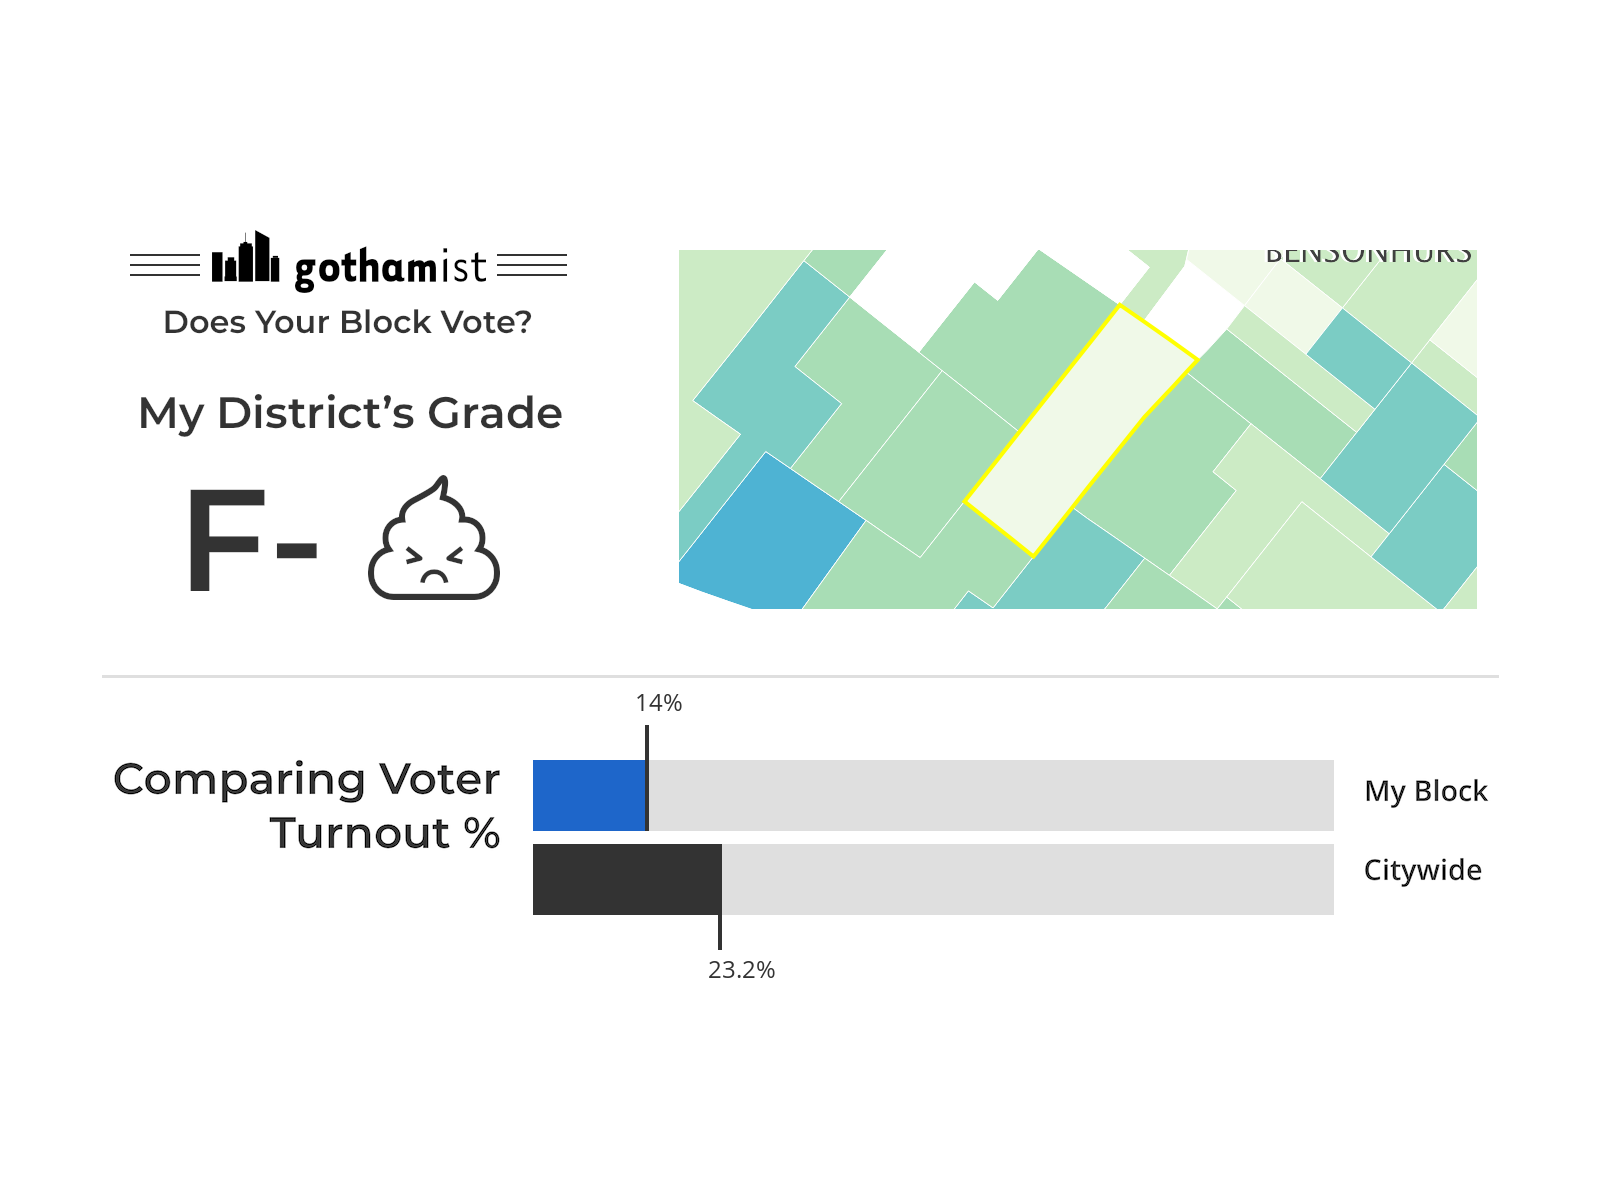 gothamist
Does Your Block Vote?
My District's Grade
F-
BENSONHURS
14%
Comparing Voter
Turnout %
My Block
Citywide
23.2%